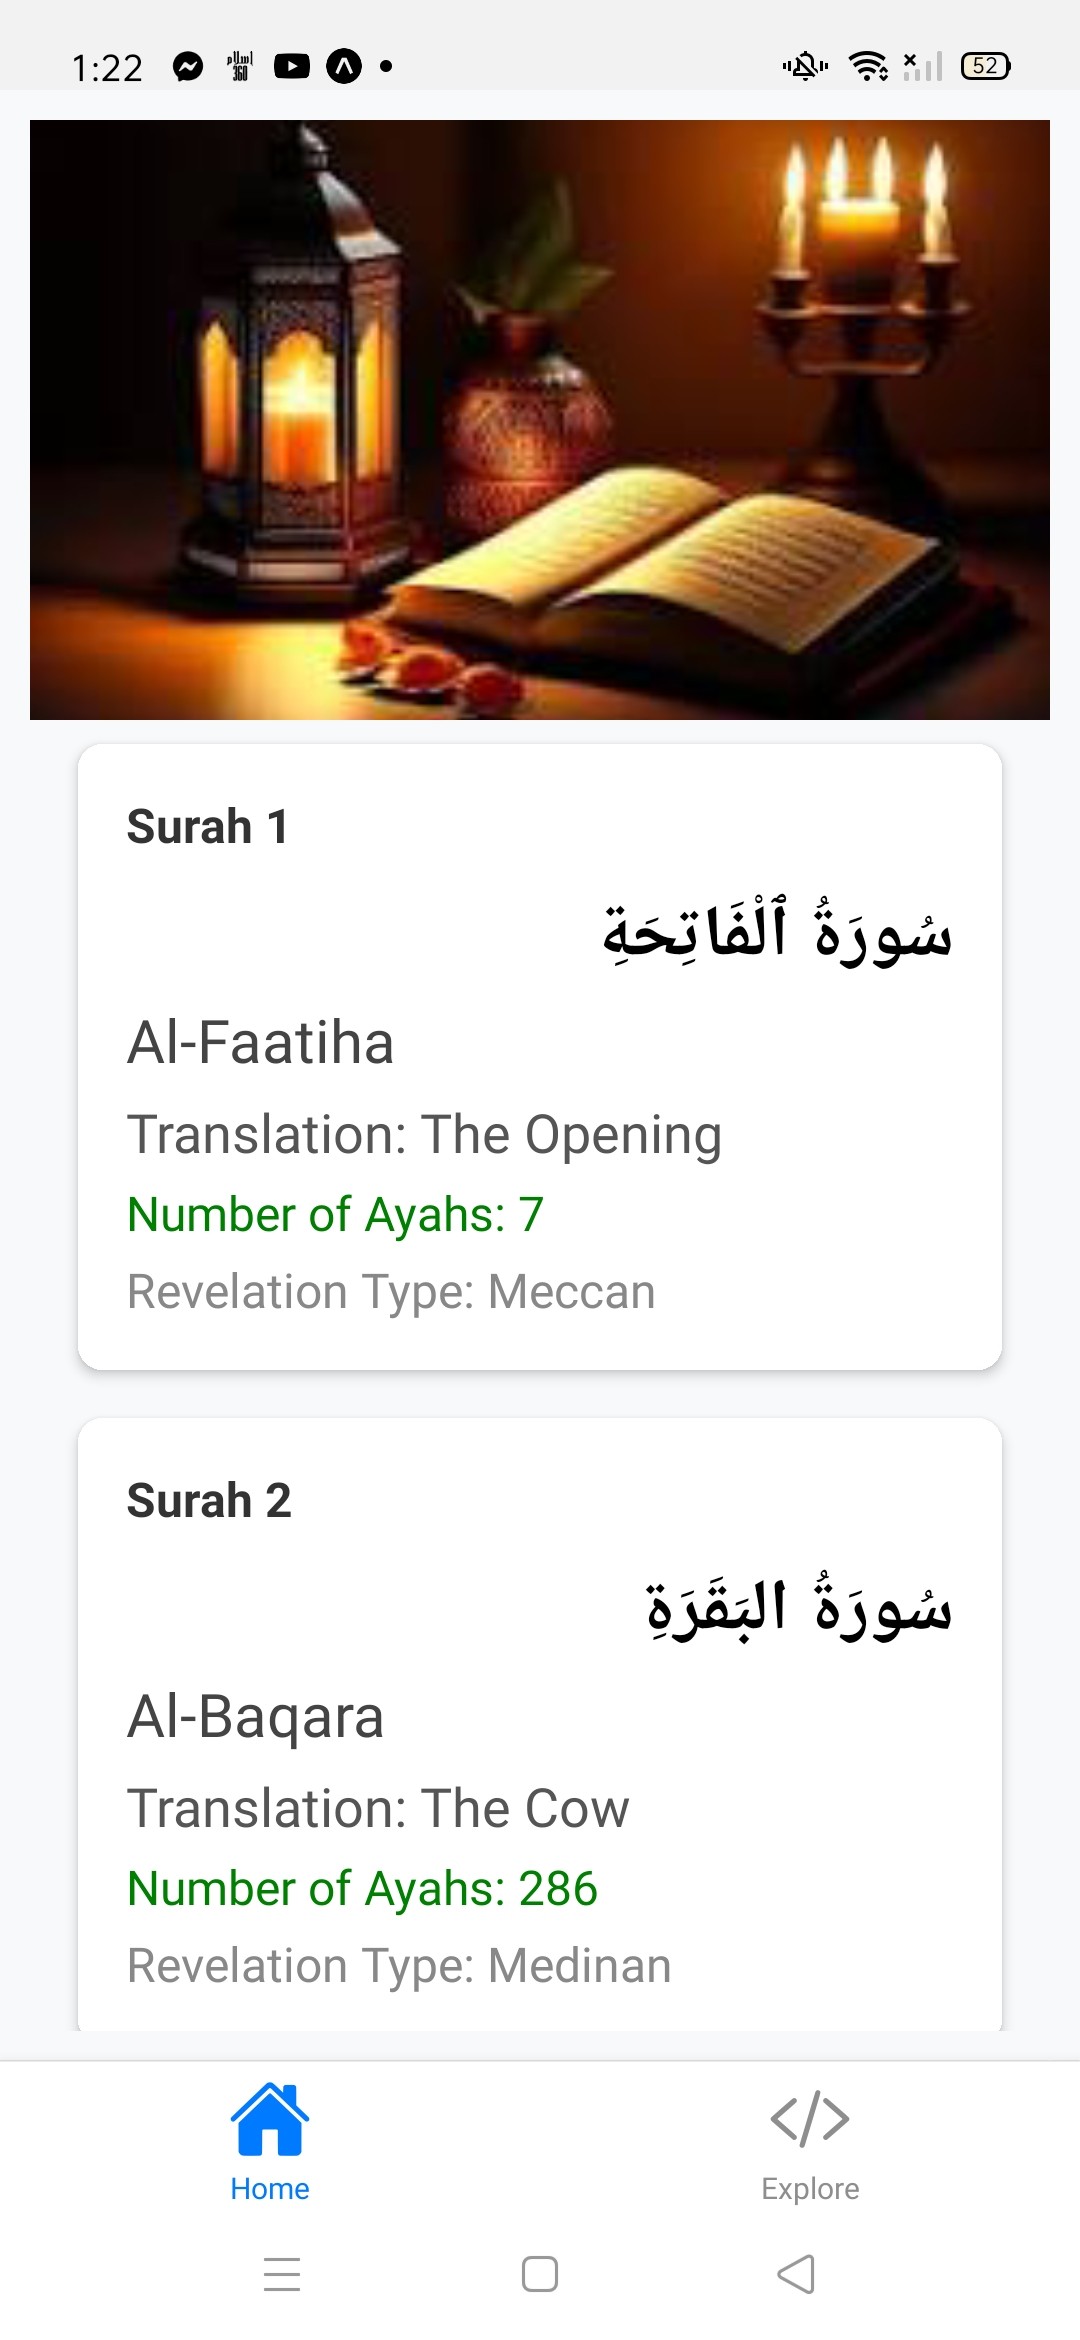 1:22
اسلام
360
52
Surah 1
سُورَةُ ٱلْفَاتِحَةِ
Al-Faatiha
Translation: The Opening
Number of Ayahs: 7
Revelation Type: Meccan
Surah 2
سُورَةُ البَقَرَةِ
Al-Baqara
Translation: The Cow
Number of Ayahs: 286
Revelation Type: Medinan
Home
Explore